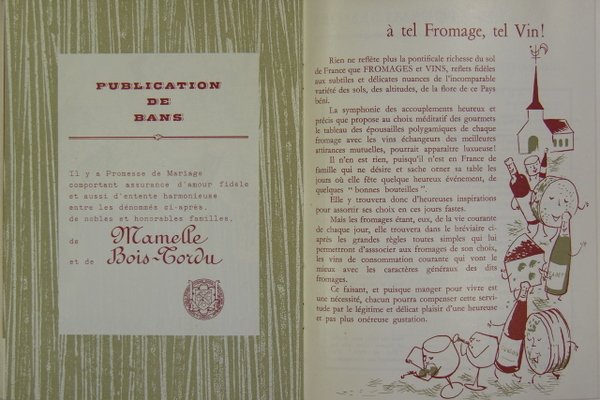 PUBLICATION
DE
BANS
Il y a Promesse de Mariage
comportant assurance d'amour fidèle
et aussi d'entente harmonieuse
entre les dénommés ci-après,
de nobles et honorables familles,
de Mamelle
et de Bois-Tordu
à tel Fromage, tel Vin!
Rien ne reflète plus la pontificale richesse du sol
de France que FROMAGES et VINS, reflets fidèles
aux subtiles et délicates nuances de l'incomparable
variété des sols, des altitudes, de la flore de ce Pays
béni.
La symphonie des accouplements heureux et
précis que propose au choix méditatif des gourmets
le tableau des épousailles polygamiques de chaque
fromage avec les vins échangeurs des meilleures
attirances mutuelles, pourrait apparaître luxueuse!
Il n'en est rien, puisqu'il n'est en France de
famille qui ne désire et sache orner sa table les
jours où elle fête quelque heureux événement, de
quelques " bonnes bouteilles ".
Elle y trouvera donc d'heureuses inspirations
pour assortir ses choix en ces jours fastes.
Mais les fromages étant, eux, de la vie courante
de chaque jour, elle trouvera dans le bréviaire ci-
après les grandes règles toutes simples qui lui
permettront d'associer aux fromages de son choix,
les vins de consommation courante qui vont le
mieux avec les caractères généraux des dits
fromages.
Ce faisant, et puisque manger pour vivre est
une nécessité, chacun pourra compenser cette servi-
tude par le légitime et délicat plaisir d'une heureuse
et pas plus onéreuse gustation.